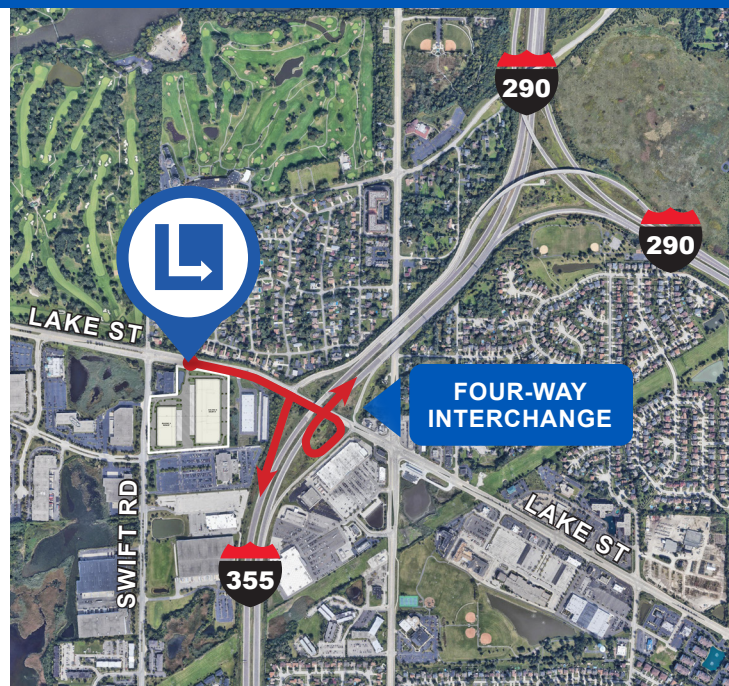 290
290
LAKE ST
FOUR-WAY
INTERCHANGE
SWIFT RD
LAKE ST
355